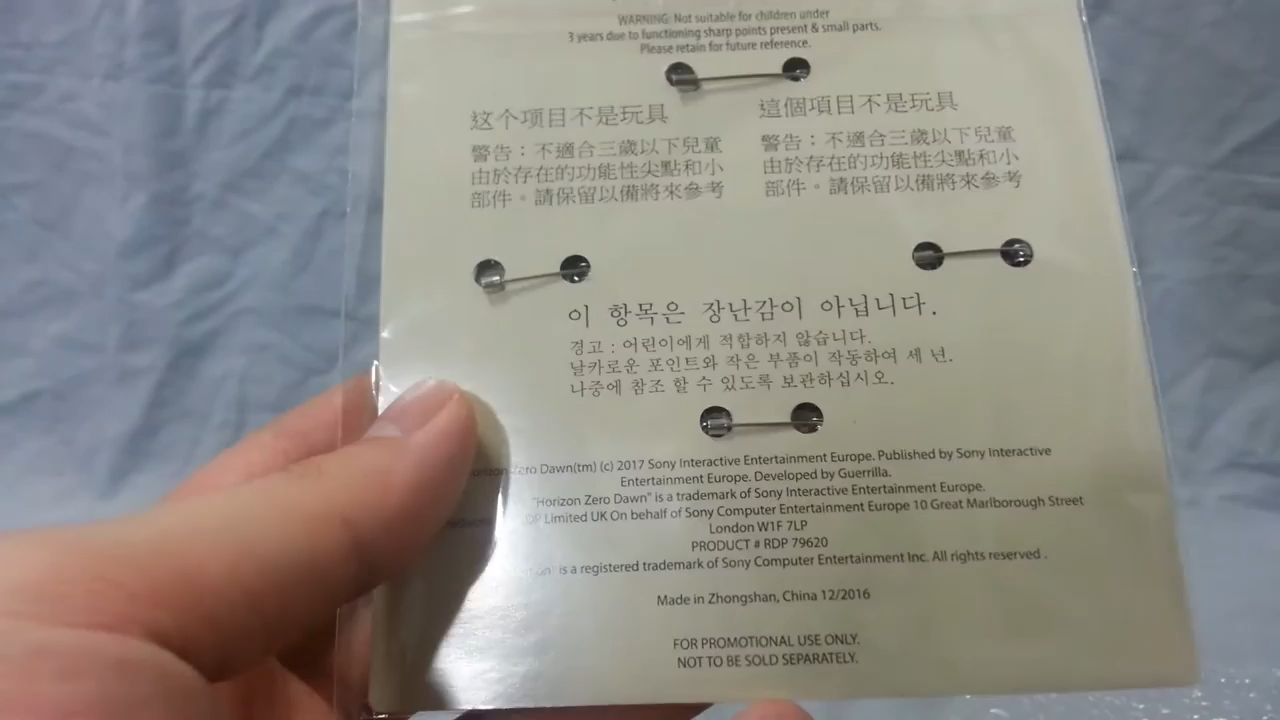 WARNING: Not suitable for children under
3 years due to functioning sharp points present & small parts.
Please retain for future reference.
这个项目不是玩具
警告：不適合三歲以下兒童
由於存在的功能性尖點和小
部件。請保留以備將來參考
這個項目不是玩具
警告：不適合三歲以下兒童
由於存在的功能性尖點和小
部件。請保留以備將來參考
이 항목은 장난감이 아닙니다.
경고 : 어린이에게 적합하지 않습니다.
날카로운 포인트와 작은 부품이 작동하여 세 년.
나중에 참조 할 수 있도록 보관하십시오.
Zero Dawn(tm) (c) 2017 Sony Interactive Entertainment Europe. Published by Sony Interactive
Entertainment Europe. Developed by Guerrilla.
"Horizon Zero Dawn" is a trademark of Sony Interactive Entertainment Europe.
Limited UK On behalf of Sony Computer Entertainment Europe 10 Great Marlborough Street
London W1F 7LP
PRODUCT # RDP 79620
is a registered trademark of Sony Computer Entertainment Inc. All rights reserved .
Made in Zhongshan, China 12/2016
FOR PROMOTIONAL USE ONLY.
NOT TO BE SOLD SEPARATELY.